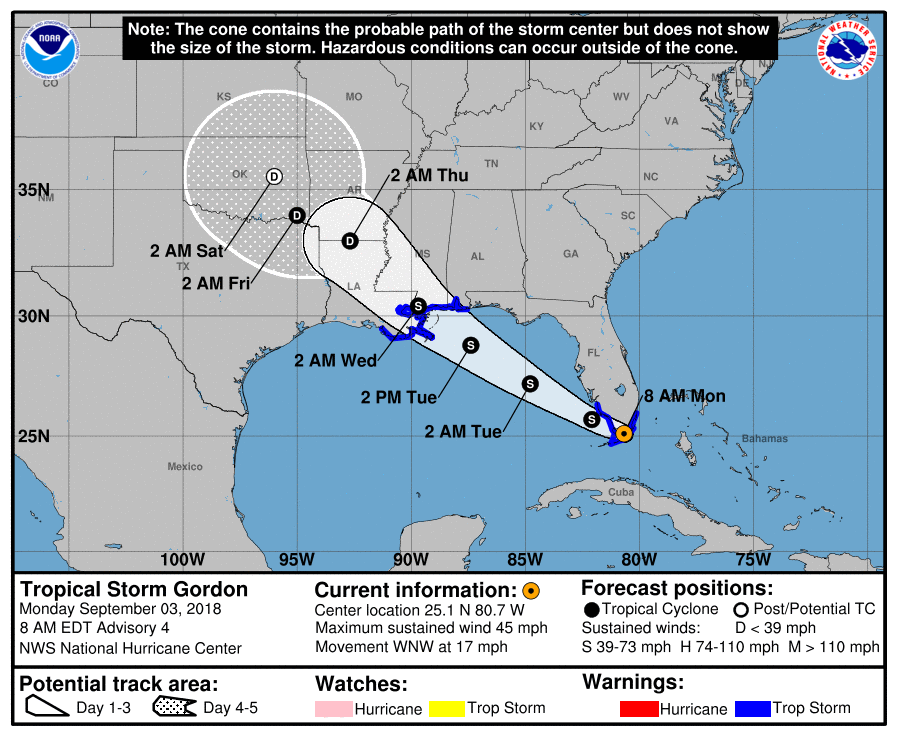 Note: The cone contains the probable path of the storm center but does not show
the size of the storm. Hazardous conditions can occur outside of the cone.
NOAA
NATIONAL WEATHER SERVICE
CO
KS
MO
WV
NJ
DE
KY
VA
OK
AR
2 AM Thu
TN
NC
35N
NM
SC
2 AM Sat
TX
2 AM Fri
MS
AL
GA
LA
30N
FL
2 AM Wed
2 PM Tue
8 AM Mon
2 AM Tue
25N
Bahamas
Mexico
Cuba
100W
95W
90W
85W
80W
75W
D
D
D
S
S
S
S
Tropical Storm Gordon
Monday September 03, 2018
8 AM EDT Advisory 4
NWS National Hurricane Center
Current information:
Center location 25.1 N 80.7 W
Maximum sustained wind 45 mph
Movement WNW at 17 mph
Forecast positions:
Tropical Cyclone Post/Potential TC
Sustained winds: D < 39 mph
S 39-73 mph H 74-110 mph M > 110 mph
Potential track area:
Day 1-3 Day 4-5
Watches:
Hurricane Trop Storm
Warnings:
Hurricane Trop Storm